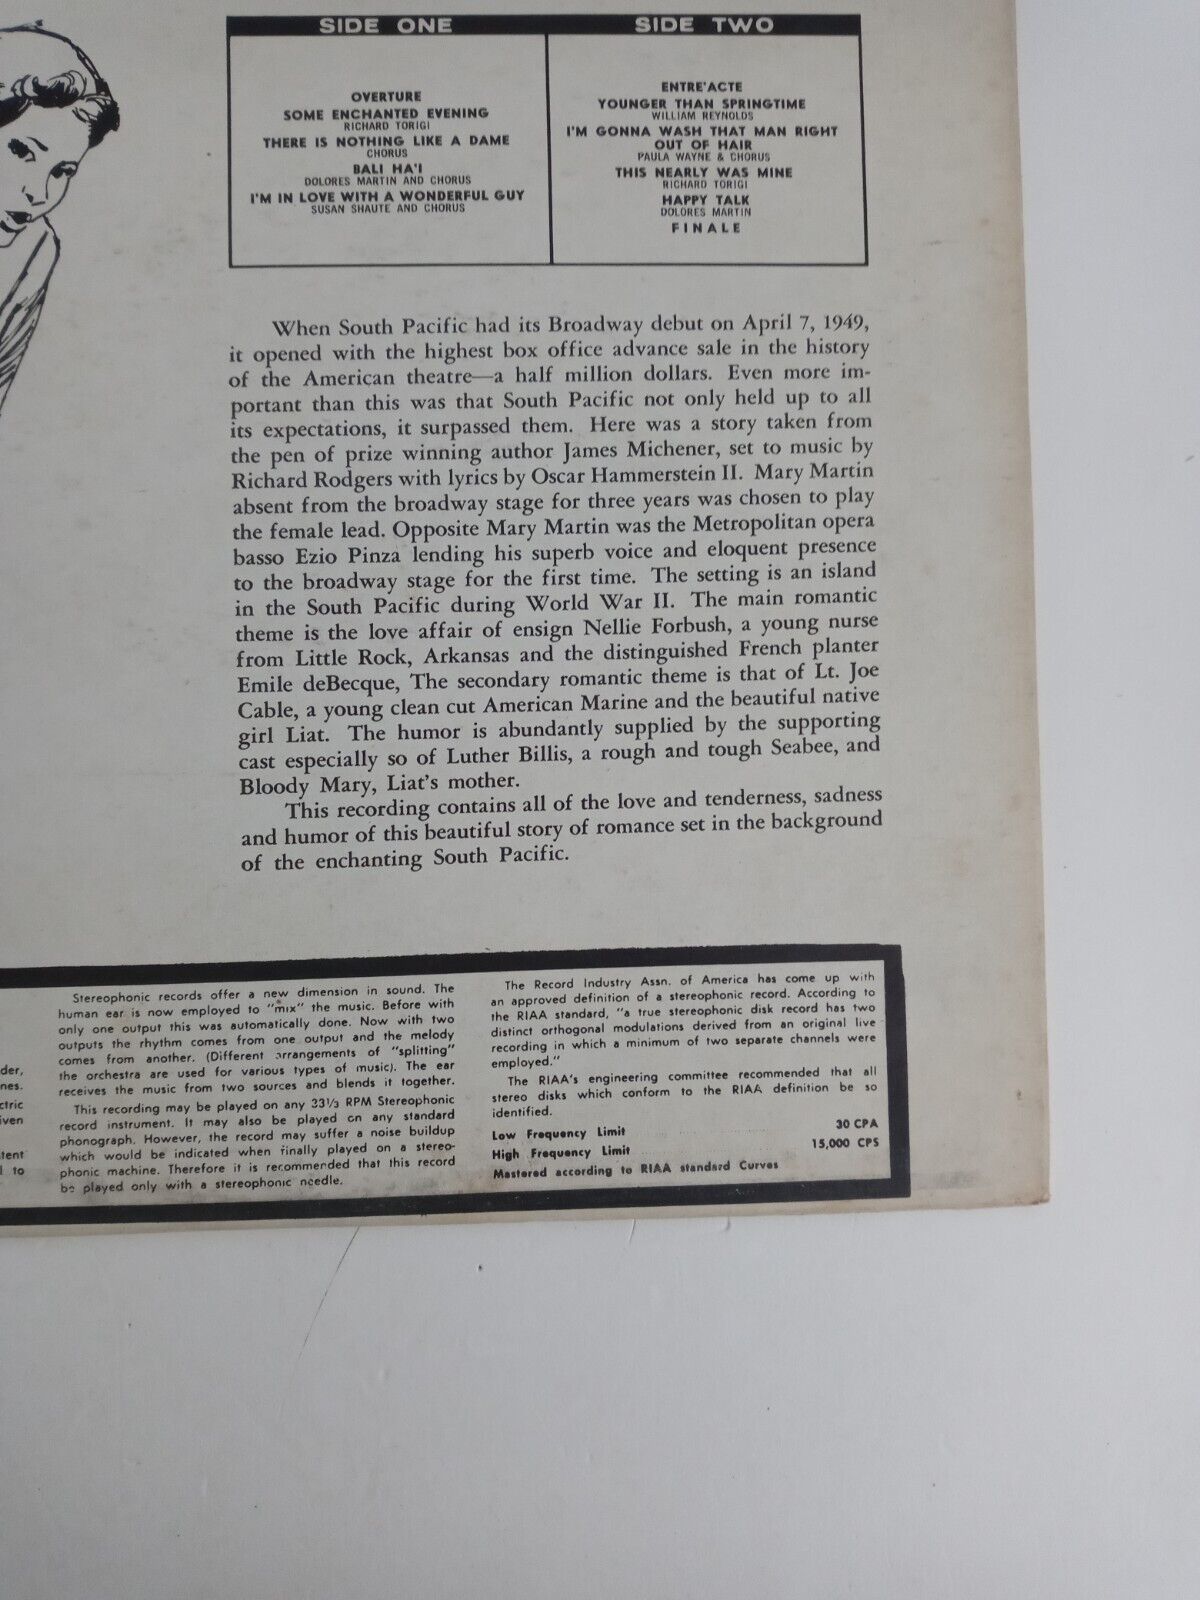 SIDE ONE
OVERTURE
SOME ENCHANTED EVENING
RICHARD TORIGI
THERE IS NOTHING LIKE A DAME
CHORUS
BALI HA'I
DOLORES MARTIN AND CHORUS
I'M IN LOVE WITH A WONDERFUL GUY
SUSAN SHAUTE AND CHORUS
SIDE TWO
ENTRE'ACTE
YOUNGER THAN SPRINGTIME
WILLIAM REYNOLDS
I'M GONNA WASH THAT MAN RIGHT
OUT OF HAIR
PAULA WAYNE & CHORUS
THIS NEARLY WAS MINE
RICHARD TORIGI
HAPPY TALK
DOLORES MARTIN
FINALE
When South Pacific had its Broadway debut on April 7, 1949,
it opened with the highest box office advance sale in the history
of the American theatre—a half million dollars. Even more im-
portant than this was that South Pacific not only held up to all
its expectations, it surpassed them. Here was a story taken from
the pen of prize winning author James Michener, set to music by
Richard Rodgers with lyrics by Oscar Hammerstein II. Mary Martin
absent from the broadway stage for three years was chosen to play
the female lead. Opposite Mary Martin was the Metropolitan opera
basso Ezio Pinza lending his superb voice and eloquent presence
to the broadway stage for the first time. The setting is an island
in the South Pacific during World War II. The main romantic
theme is the love affair of ensign Nellie Forbush, a young nurse
from Little Rock, Arkansas and the distinguished French planter
Emile deBecque, The secondary romantic theme is that of Lt. Joe
Cable, a young clean cut American Marine and the beautiful native
girl Liat. The humor is abundantly supplied by the supporting
cast especially so of Luther Billis, a rough and tough Seabee, and
Bloody Mary, Liat's mother.
This recording contains all of the love and tenderness, sadness
and humor of this beautiful story of romance set in the background
of the enchanting South Pacific.
der,
nes.
ctric
iven
tent
l to
Stereophonic records offer a new dimension in sound. The
human ear is now employed to "mix" the music. Before with
only one output this was automatically done. Now with two
outputs the rhythm comes from one output and the melody
comes from another. (Different arrangements of "splitting"
the orchestra are used for various types of music). The ear
receives the music from two sources and blends it together.
This recording may be played on any 33 1/3 RPM Stereophonic
record instrument. It may also be played on any standard
phonograph. However, the record may suffer a noise buildup
which would be indicated when finally played on a stereo-
phonic machine. Therefore it is recommended that this record
be played only with a stereophonic needle.
The Record Industry Assn. of America has come up with
an approved definition of a stereophonic record. According to
the RIAA standard, "a true stereophonic disk record has two
distinct orthogonal modulations derived from an original live
recording in which a minimum of two separate channels were
employed."
The RIAA's engineering committee recommended that all
stereo disks which conform to the RIAA definition be so
identified.
Low Frequency Limit 30 CPA
High Frequency Limit 15,000 CPS
Mastered according to RIAA standard Curves